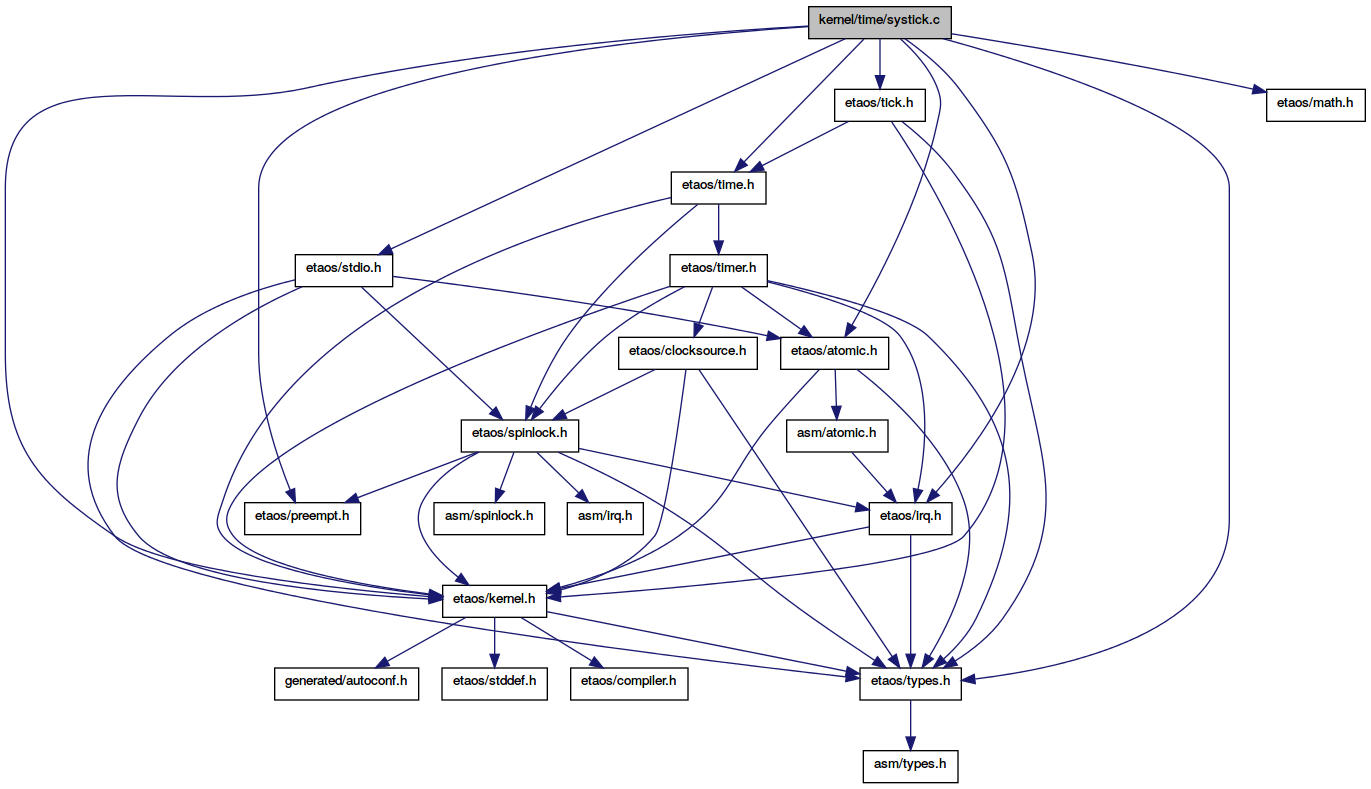 kernel/time/systick.c
etaos/tick.h
etaos/math.h
etaos/time.h
etaos/stdio.h
etaos/timer.h
etaos/clocksource.h
etaos/atomic.h
etaos/spinlock.h
asm/atomic.h
etaos/preempt.h
asm/spinlock.h
asm/irq.h
etaos/irq.h
etaos/kernel.h
generated/autoconf.h
etaos/stddef.h
etaos/compiler.h
etaos/types.h
asm/types.h